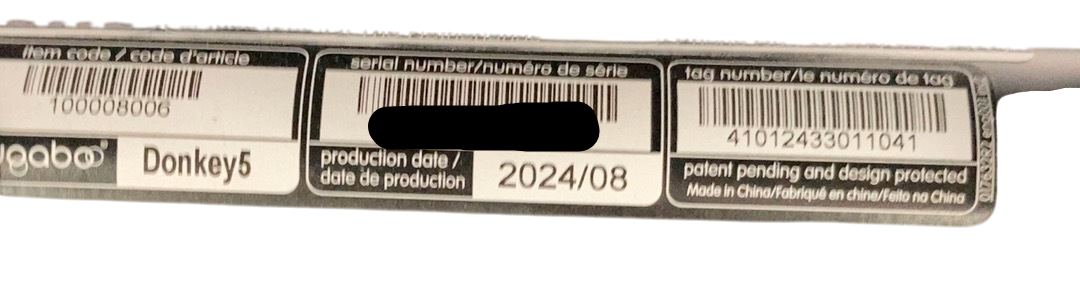 item code / code d'article
100008006
ugaboo
Donkey5
serial number/numéro de série
production date /
date de production
2024/08
tag number/le numéro de tag
41012433011041
patent pending and design protected
Made in China/Fabriqué en chine/Feito na China